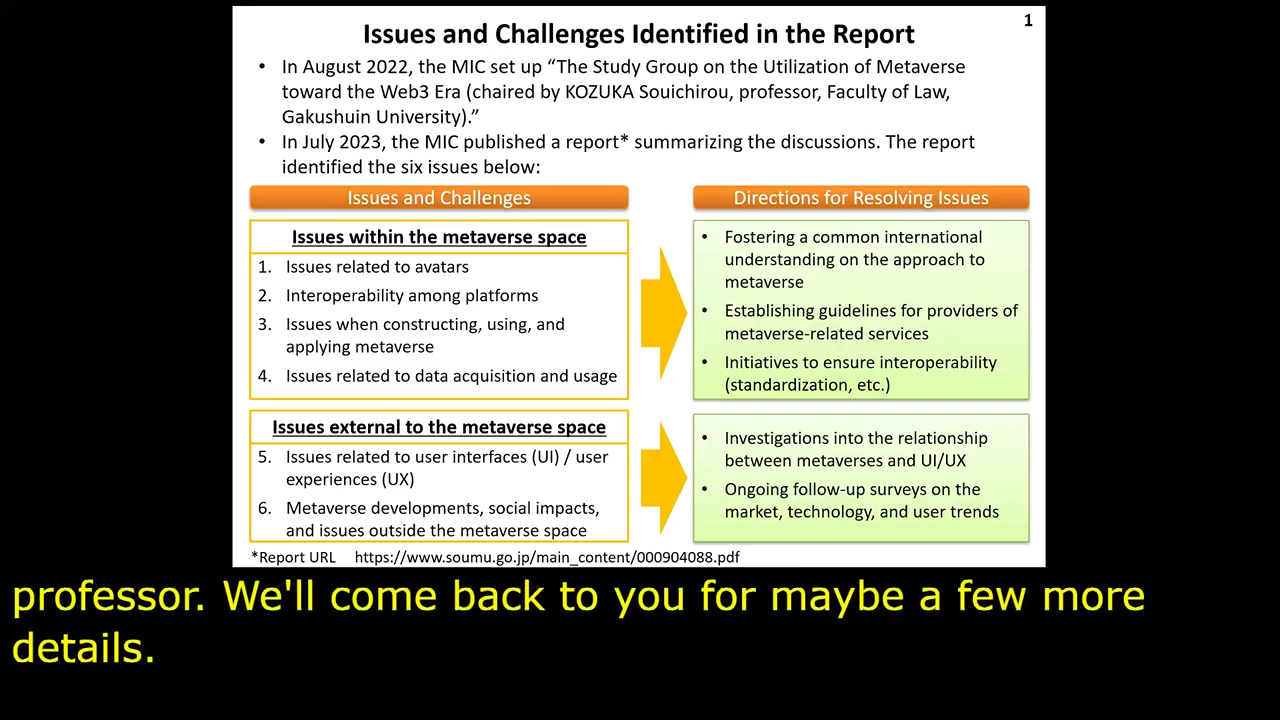 1
Issues and Challenges Identified in the Report
• In August 2022, the MIC set up “The Study Group on the Utilization of Metaverse
toward the Web3 Era (chaired by KOZUKA Souichirou, professor, Faculty of Law,
Gakushuin University).”
• In July 2023, the MIC published a report* summarizing the discussions. The report
identified the six issues below:
Issues and Challenges
Issues within the metaverse space
1. Issues related to avatars
2. Interoperability among platforms
3. Issues when constructing, using, and
applying metaverse
4. Issues related to data acquisition and usage
Directions for Resolving Issues
• Fostering a common international
understanding on the approach to
metaverse
• Establishing guidelines for providers of
metaverse-related services
• Initiatives to ensure interoperability
(standardization, etc.)
Issues external to the metaverse space
5. Issues related to user interfaces (UI) / user
experiences (UX)
6. Metaverse developments, social impacts,
and issues outside the metaverse space
• Investigations into the relationship
between metaverses and UI/UX
• Ongoing follow-up surveys on the
market, technology, and user trends
*Report URL https://www.soumu.go.jp/main_content/000904088.pdf
professor. We'll come back to you for maybe a few more
details.